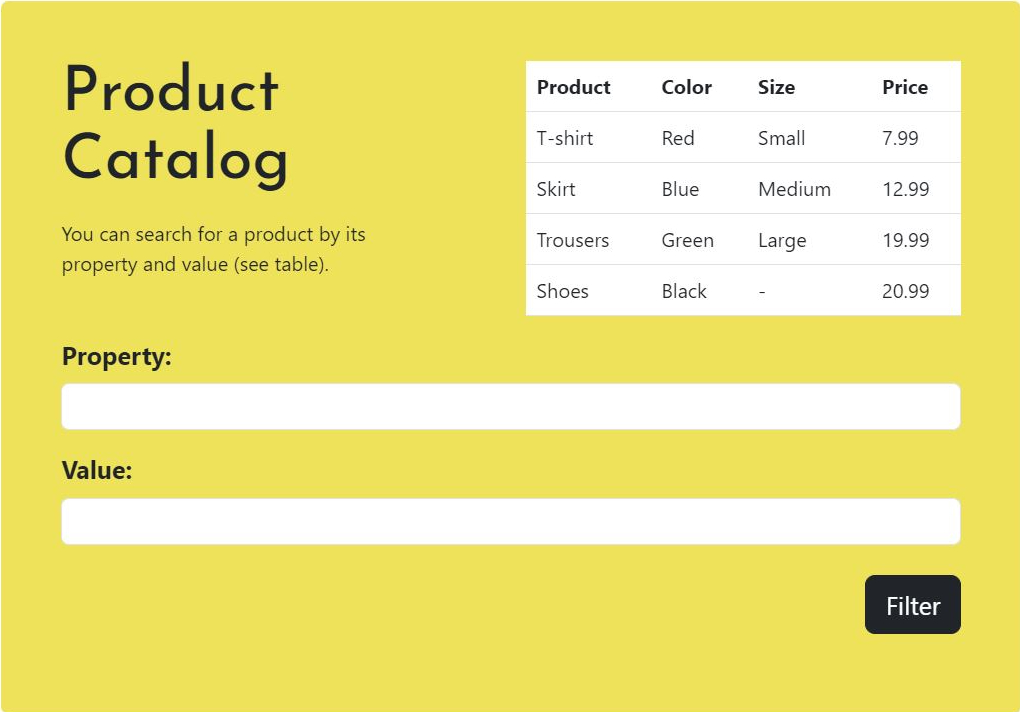 Product
Catalog
You can search for a product by its
property and value (see table).
Product Color Size Price
T-shirt Red Small 7.99
Skirt Blue Medium 12.99
Trousers Green Large 19.99
Shoes Black - 20.99
Property:
Value:
Filter